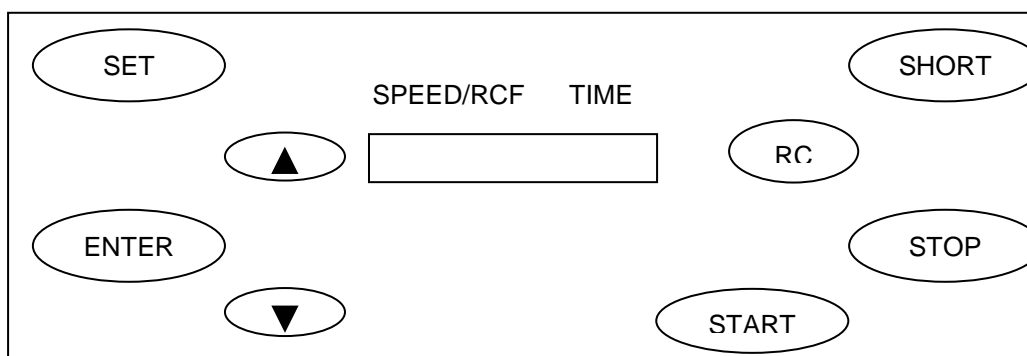 SET
SHORT
SPEED/RCF TIME
▲
RC
ENTER
STOP
▼
START